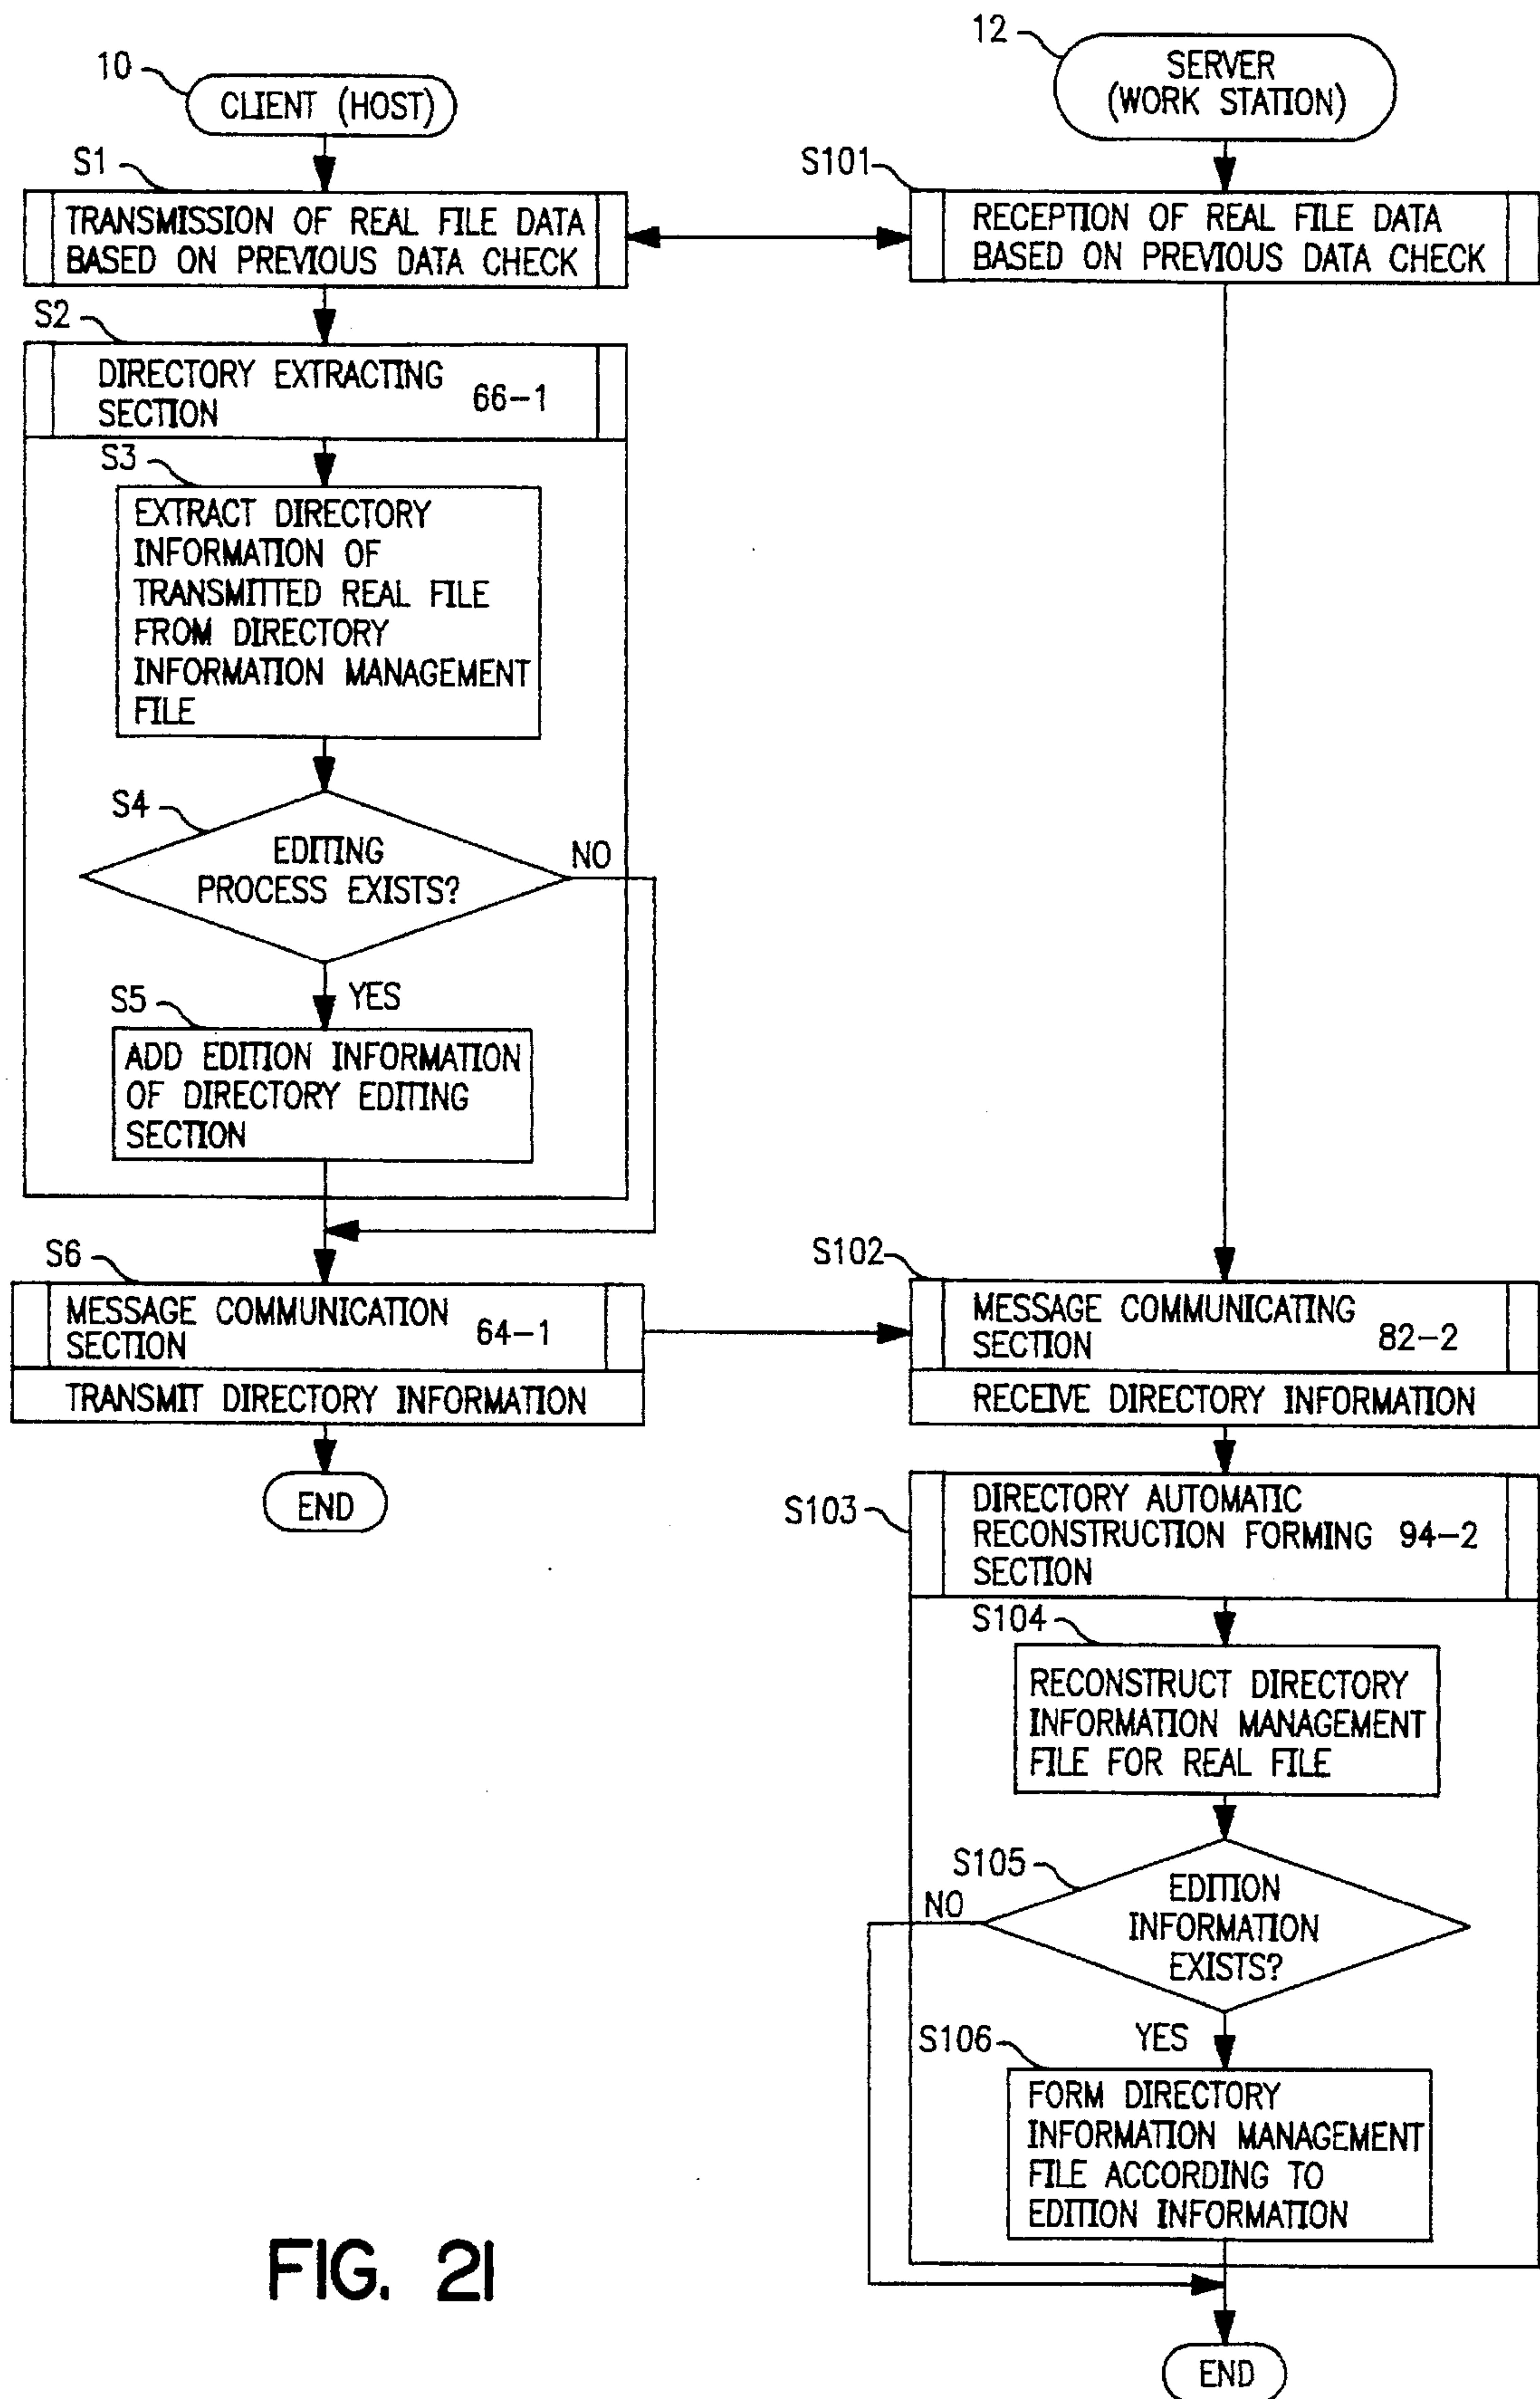 10
CLIENT (HOST)
S1
TRANSMISSION OF REAL FILE DATA
BASED ON PREVIOUS DATA CHECK
S2
DIRECTORY EXTRACTING
SECTION 66-1
S3
EXTRACT DIRECTORY
INFORMATION OF
TRANSMITTED REAL FILE
FROM DIRECTORY
INFORMATION MANAGEMENT
FILE
S4
EDITING
PROCESS EXISTS?
NO
YES
S5
ADD EDITION INFORMATION
OF DIRECTORY EDITING
SECTION
S6
MESSAGE COMMUNICATION
SECTION 64-1
TRANSMIT DIRECTORY INFORMATION
END
12
SERVER
(WORK STATION)
S101
RECEPTION OF REAL FILE DATA
BASED ON PREVIOUS DATA CHECK
S102
MESSAGE COMMUNICATING
SECTION 82-2
RECEIVE DIRECTORY INFORMATION
S103
DIRECTORY AUTOMATIC
RECONSTRUCTION FORMING 94-2
SECTION
S104
RECONSTRUCT DIRECTORY
INFORMATION MANAGEMENT
FILE FOR REAL FILE
S105
EDITION
INFORMATION
EXISTS?
NO
YES
S106
FORM DIRECTORY
INFORMATION MANAGEMENT
FILE ACCORDING TO
EDITION INFORMATION
END
FIG. 21